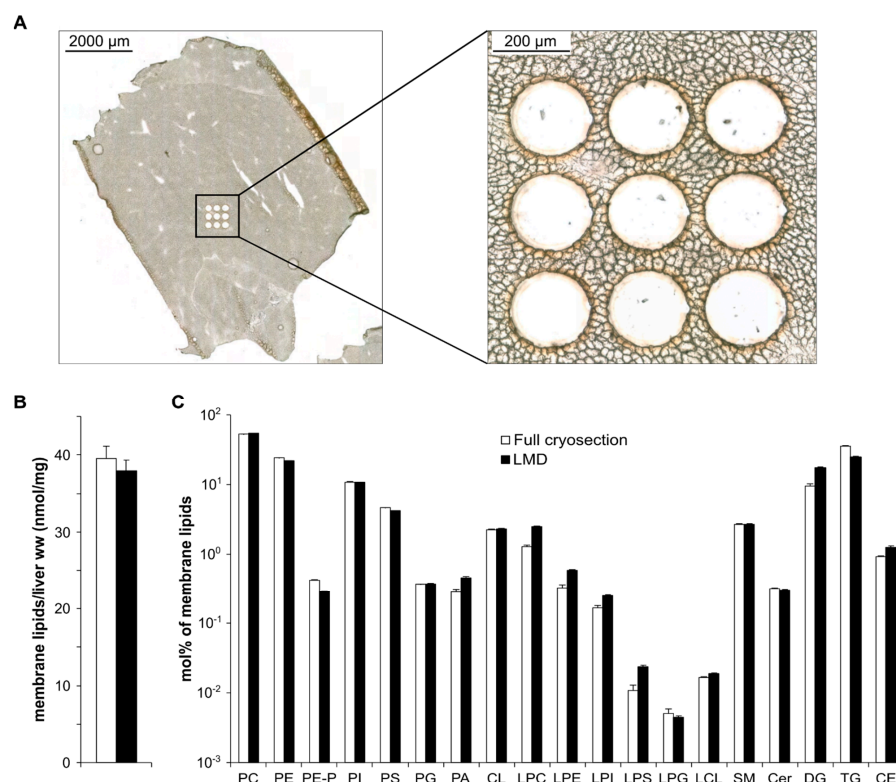 A
2000 µm
200 µm
B
C
membrane lipids/liver ww (nmol/mg)
40
30
20
10
0
mol% of membrane lipids
10²
10¹
10⁰
10⁻¹
10⁻²
10⁻³
Full cryosection
LMD
PC PE PE-P PI PS PG PA CL LPC LPE LPI LPS LPG LCL SM Cer DG TG CE